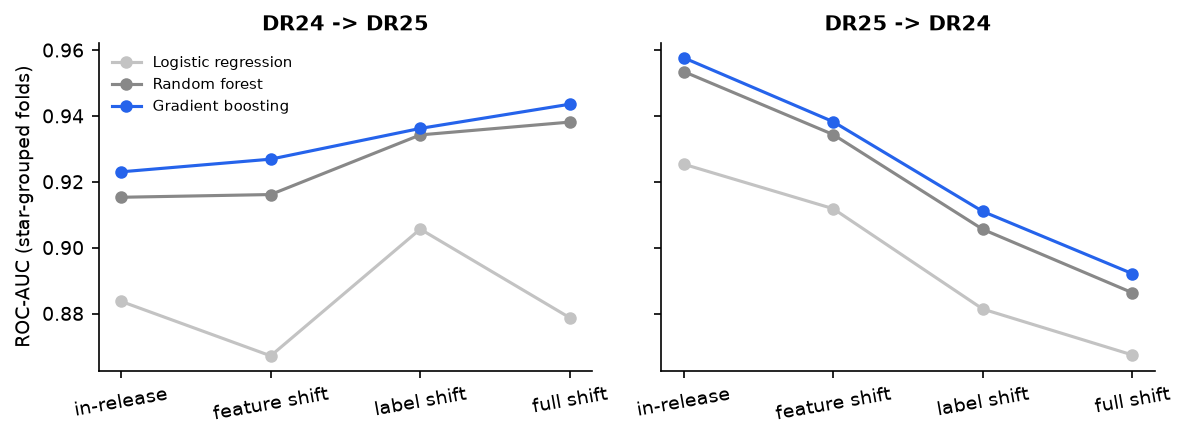 DR24 -> DR25
DR25 -> DR24
ROC-AUC (star-grouped folds)
0.96
0.94
0.92
0.90
0.88
Logistic regression
Random forest
Gradient boosting
in-release
feature shift
label shift
full shift
in-release
feature shift
label shift
full shift